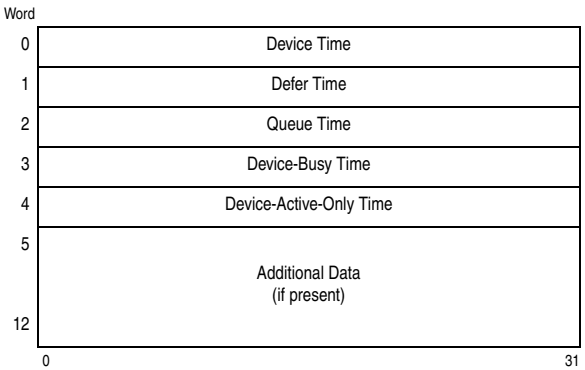 Word
0 Device Time
1 Defer Time
2 Queue Time
3 Device-Busy Time
4 Device-Active-Only Time
5
Additional Data
(if present)
12
0 31